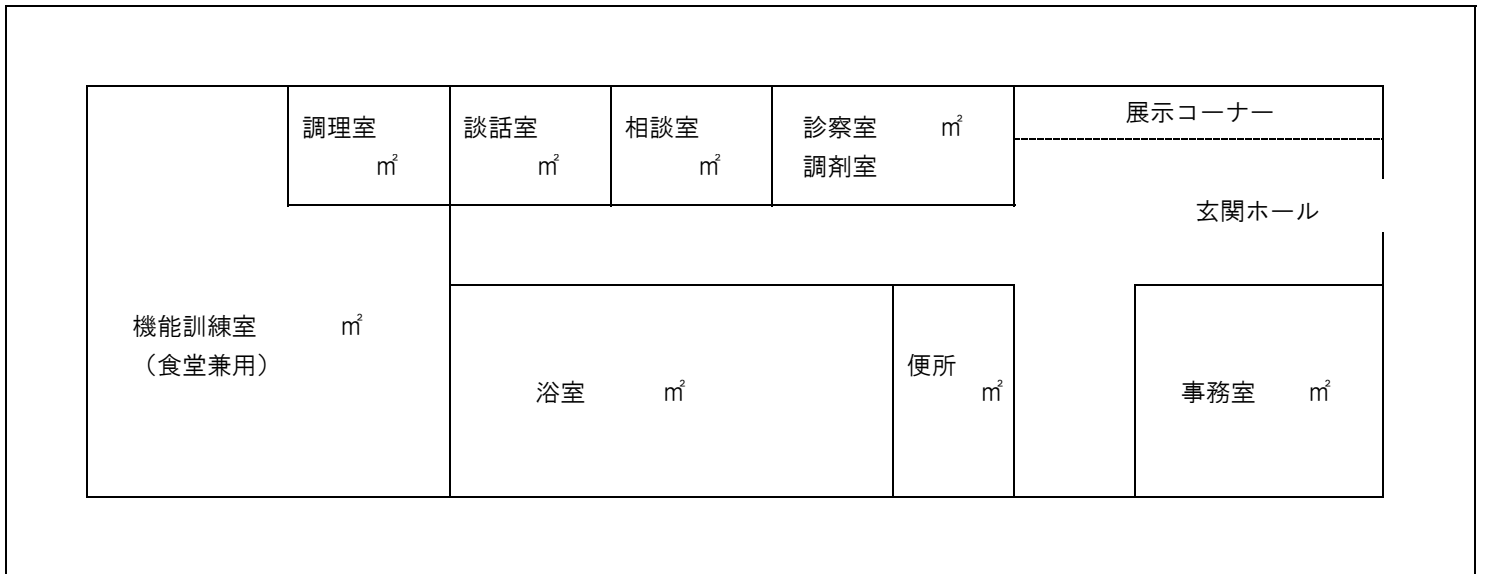 調理室
㎡
談話室
㎡
相談室
㎡
診察室 ㎡
調剤室
展示コーナー
玄関ホール
機能訓練室 ㎡
（食堂兼用）
浴室 ㎡
便所
㎡
事務室 ㎡